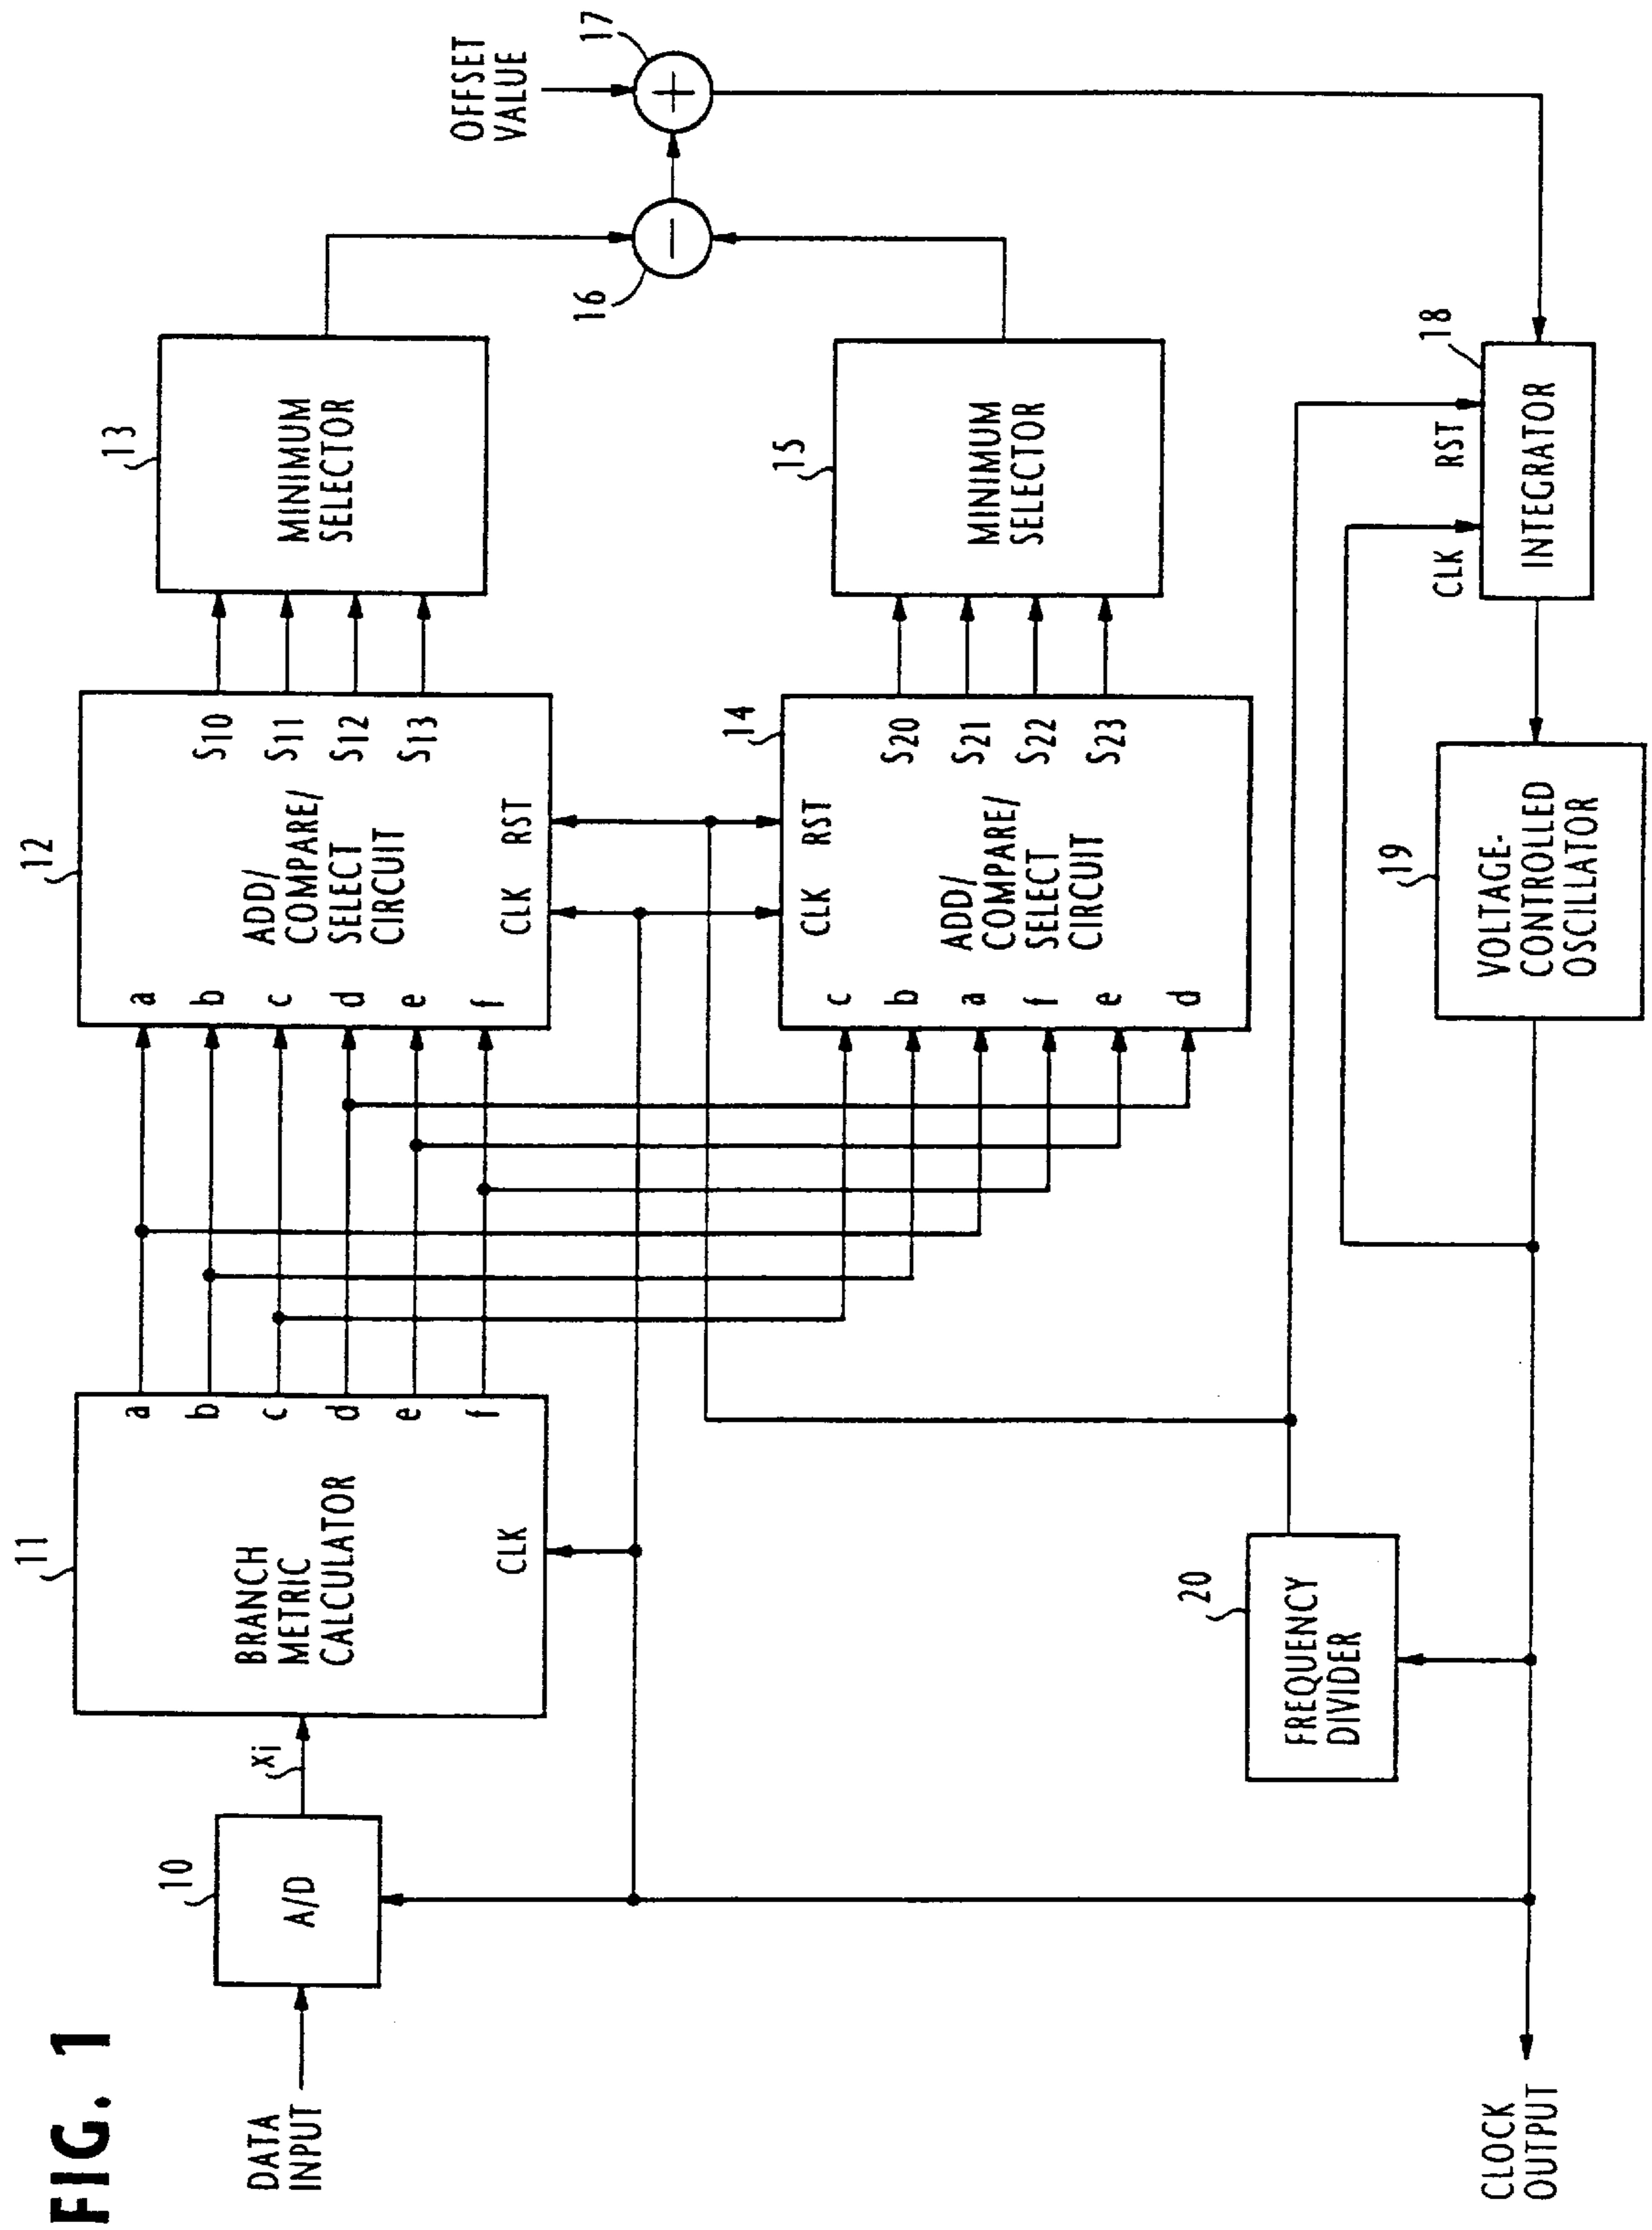 FIG. 1
DATA
INPUT
10
A/D
xi
11
BRANCH
METRIC
CALCULATOR
CLK
a
b
c
d
e
f
12
a
b
c
d
e
f
ADD/
COMPARE/
SELECT
CIRCUIT
CLK
RST
S10
S11
S12
S13
13
MINIMUM
SELECTOR
14
c
b
a
f
e
d
CLK
RST
ADD/
COMPARE/
SELECT
CIRCUIT
S20
S21
S22
S23
15
MINIMUM
SELECTOR
16
−
OFFSET
VALUE
17
+
18
CLK
RST
INTEGRATOR
19
VOLTAGE-
CONTROLLED
OSCILLATOR
20
FREQUENCY
DIVIDER
CLOCK
OUTPUT